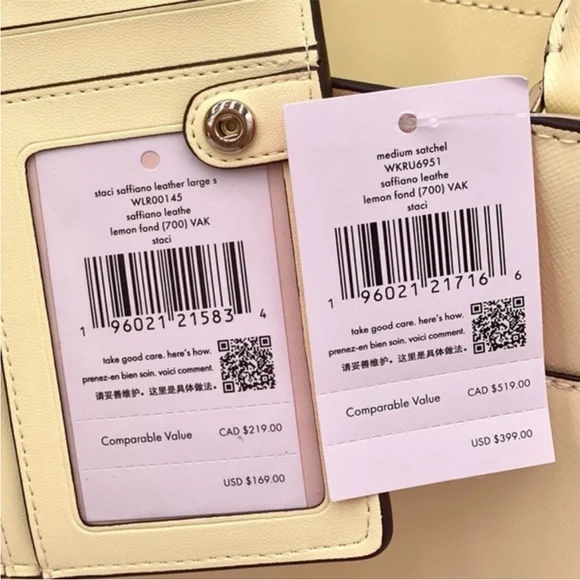 staci saffiano leather large s
WLR00145
saffiano leathe
lemon fond (700) VAK
staci
1 96021 21583 4
take good care. here's how.
prenez-en bien soin. voici comment.
请妥善维护。这里是具体做法。
Comparable Value CAD $219.00
USD $169.00
medium satchel
WKRU6951
saffiano leathe
lemon fond (700) VAK
staci
1 96021 21716 6
take good care. here's how.
prenez-en bien soin. voici comment.
请妥善维护。这里是具体做法。
Comparable Value CAD $519.00
USD $399.00